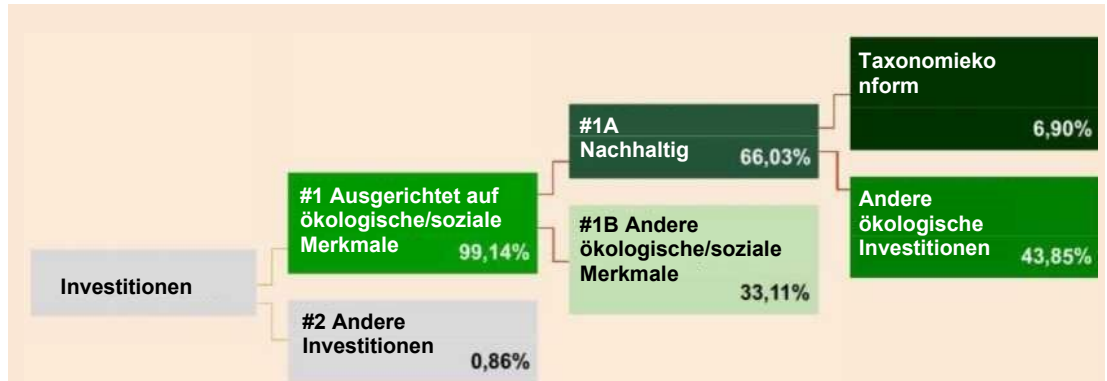 Investitionen
#1 Ausgerichtet auf
ökologische/soziale
Merkmale
99,14%
#2 Andere
Investitionen
0,86%
#1A
Nachhaltig
66,03%
#1B Andere
ökologische/soziale
Merkmale
33,11%
Taxonomieko
nform
6,90%
Andere
ökologische
Investitionen
43,85%